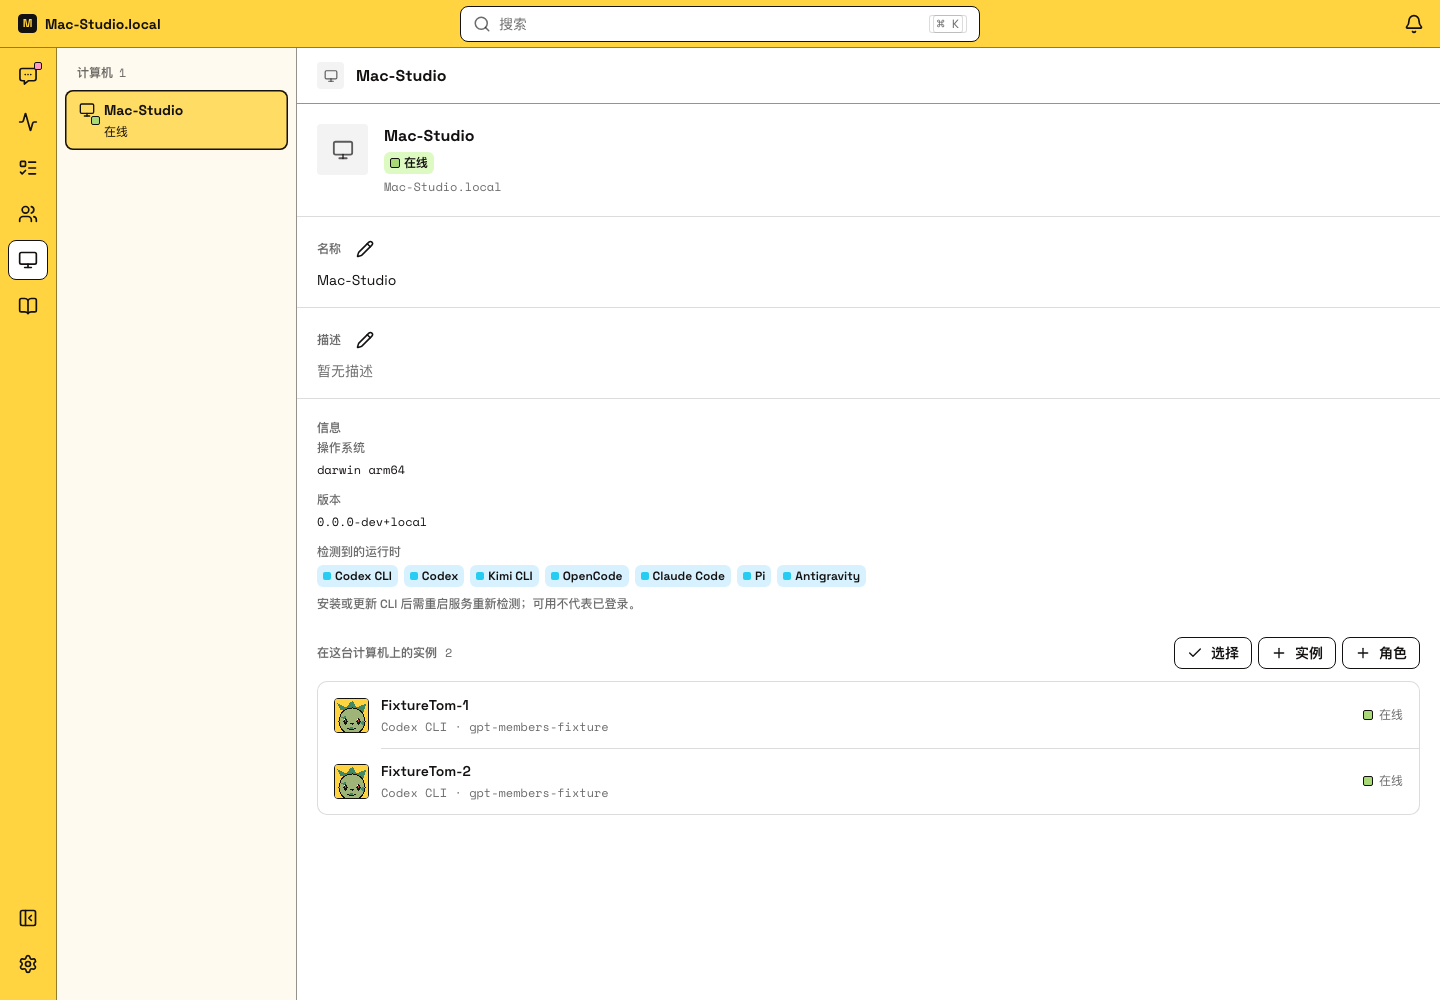 M Mac-Studio.local
搜索
⌘ K
计算机 1
Mac-Studio
在线
Mac-Studio
Mac-Studio
在线
Mac-Studio.local
名称
Mac-Studio
描述
暂无描述
信息
操作系统
darwin arm64
版本
0.0.0-dev+local
检测到的运行时
Codex CLI Codex Kimi CLI OpenCode Claude Code Pi Antigravity
安装或更新 CLI 后需重启服务重新检测；可用不代表已登录。
在这台计算机上的实例 2
选择 实例 角色
FixtureTom-1
Codex CLI · gpt-members-fixture
在线
FixtureTom-2
Codex CLI · gpt-members-fixture
在线